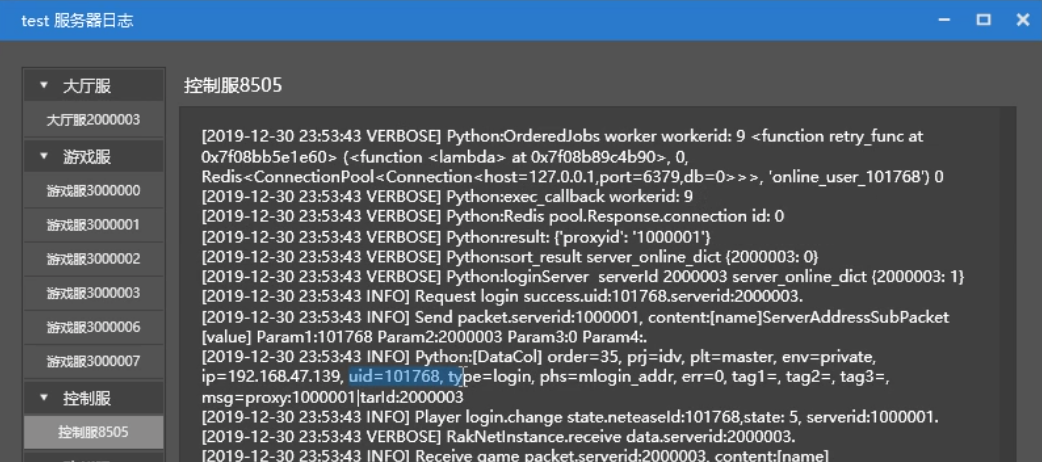 test 服务器日志
大厅服
大厅服2000003
游戏服
游戏服3000000
游戏服3000001
游戏服3000002
游戏服3000003
游戏服3000006
游戏服3000007
控制服
控制服8505
控制服8505
[2019-12-30 23:53:43 VERBOSE] Python:OrderedJobs worker workerid: 9 <function retry_func at
0x7f08bb5e1e60> (<function <lambda> at 0x7f08b89c4b90>, 0,
Redis<ConnectionPool<Connection<host=127.0.0.1,port=6379,db=0>>>, 'online_user_101768') 0
[2019-12-30 23:53:43 VERBOSE] Python:exec_callback workerid: 9
[2019-12-30 23:53:43 VERBOSE] Python:Redis pool.Response.connection id: 0
[2019-12-30 23:53:43 VERBOSE] Python:result: {'proxyid': '1000001'}
[2019-12-30 23:53:43 VERBOSE] Python:sort_result server_online_dict {2000003: 0}
[2019-12-30 23:53:43 VERBOSE] Python:loginServer serverId 2000003 server_online_dict {2000003: 1}
[2019-12-30 23:53:43 INFO] Request login success.uid:101768.serverid:2000003.
[2019-12-30 23:53:43 INFO] Send packet.serverid:1000001, content:[name]ServerAddressSubPacket
[value] Param1:101768 Param2:2000003 Param3:0 Param4:.
[2019-12-30 23:53:43 INFO] Python:[DataCol] order=35, prj=idv, plt=master, env=private,
ip=192.168.47.139, uid=101768, type=login, phs=mlogin_addr, err=0, tag1=, tag2=, tag3=,
msg=proxy:1000001|tarId:2000003
[2019-12-30 23:53:43 INFO] Player login.change state.neteaseId:101768,state: 5, serverid:1000001.
[2019-12-30 23:53:43 VERBOSE] RakNetInstance.receive data.serverid:2000003.
[2019-12-30 23:53:43 INFO] Receive game packet.serverid:2000003, content:[name]